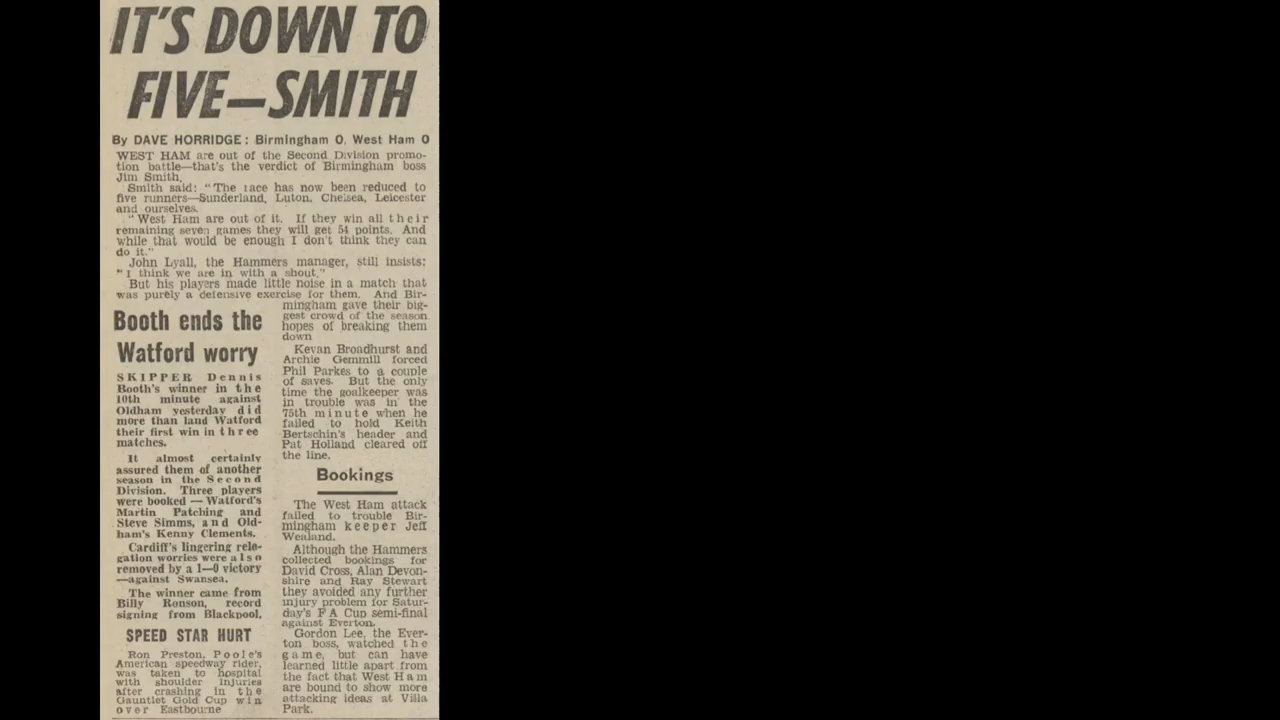 IT'S DOWN TO
FIVE—SMITH
By DAVE HORRIDGE: Birmingham 0, West Ham 0
WEST HAM are out of the Second Division promo-
tion battle—that's the verdict of Birmingham boss
Jim Smith.
Smith said: "The race has now been reduced to
five runners—Sunderland, Luton, Chelsea, Leicester
and ourselves.
"West Ham are out of it. If they win all their
remaining seven games they will get 54 points. And
while that would be enough I don't think they can
do it."
John Lyall, the Hammers manager, still insists:
"I think we are in with a shout."
But his players made little noise in a match that
was purely a defensive exercise for them. And Bir-
mingham gave their big-
gest crowd of the season
hopes of breaking them
down
Kevan Broadhurst and
Archie Gemmill forced
Phil Parkes to a couple
of saves. But the only
time the goalkeeper was
in trouble was in the
75th minute when he
failed to hold Keith
Bertschin's header and
Pat Holland cleared off
the line.
Bookings
The West Ham attack
failed to trouble Bir-
mingham keeper Jeff
Wealand.
Although the Hammers
collected bookings for
David Cross, Alan Devon-
shire and Ray Stewart
they avoided any further
injury problem for Satur-
day's FA Cup semi-final
against Everton.
Gordon Lee, the Ever-
ton boss, watched the
game, but can have
learned little apart from
the fact that West Ham
are bound to show more
attacking ideas at Villa
Park.
Booth ends the
Watford worry
SKIPPER Dennis
Booth's winner in the
10th minute against
Oldham yesterday did
more than land Watford
their first win in three
matches.
It almost certainly
assured them of another
season in the Second
Division. Three players
were booked — Watford's
Martin Patching and
Steve Simms, and Old-
ham's Kenny Clements.
Cardiff's lingering rele-
gation worries were also
removed by a 1—0 victory
—against Swansea.
The winner came from
Billy Ronson, record
signing from Blackpool.
SPEED STAR HURT
Ron Preston, Poole's
American speedway rider,
was taken to hospital
with shoulder injuries
after crashing in the
Gauntlet Gold Cup win
over Eastbourne